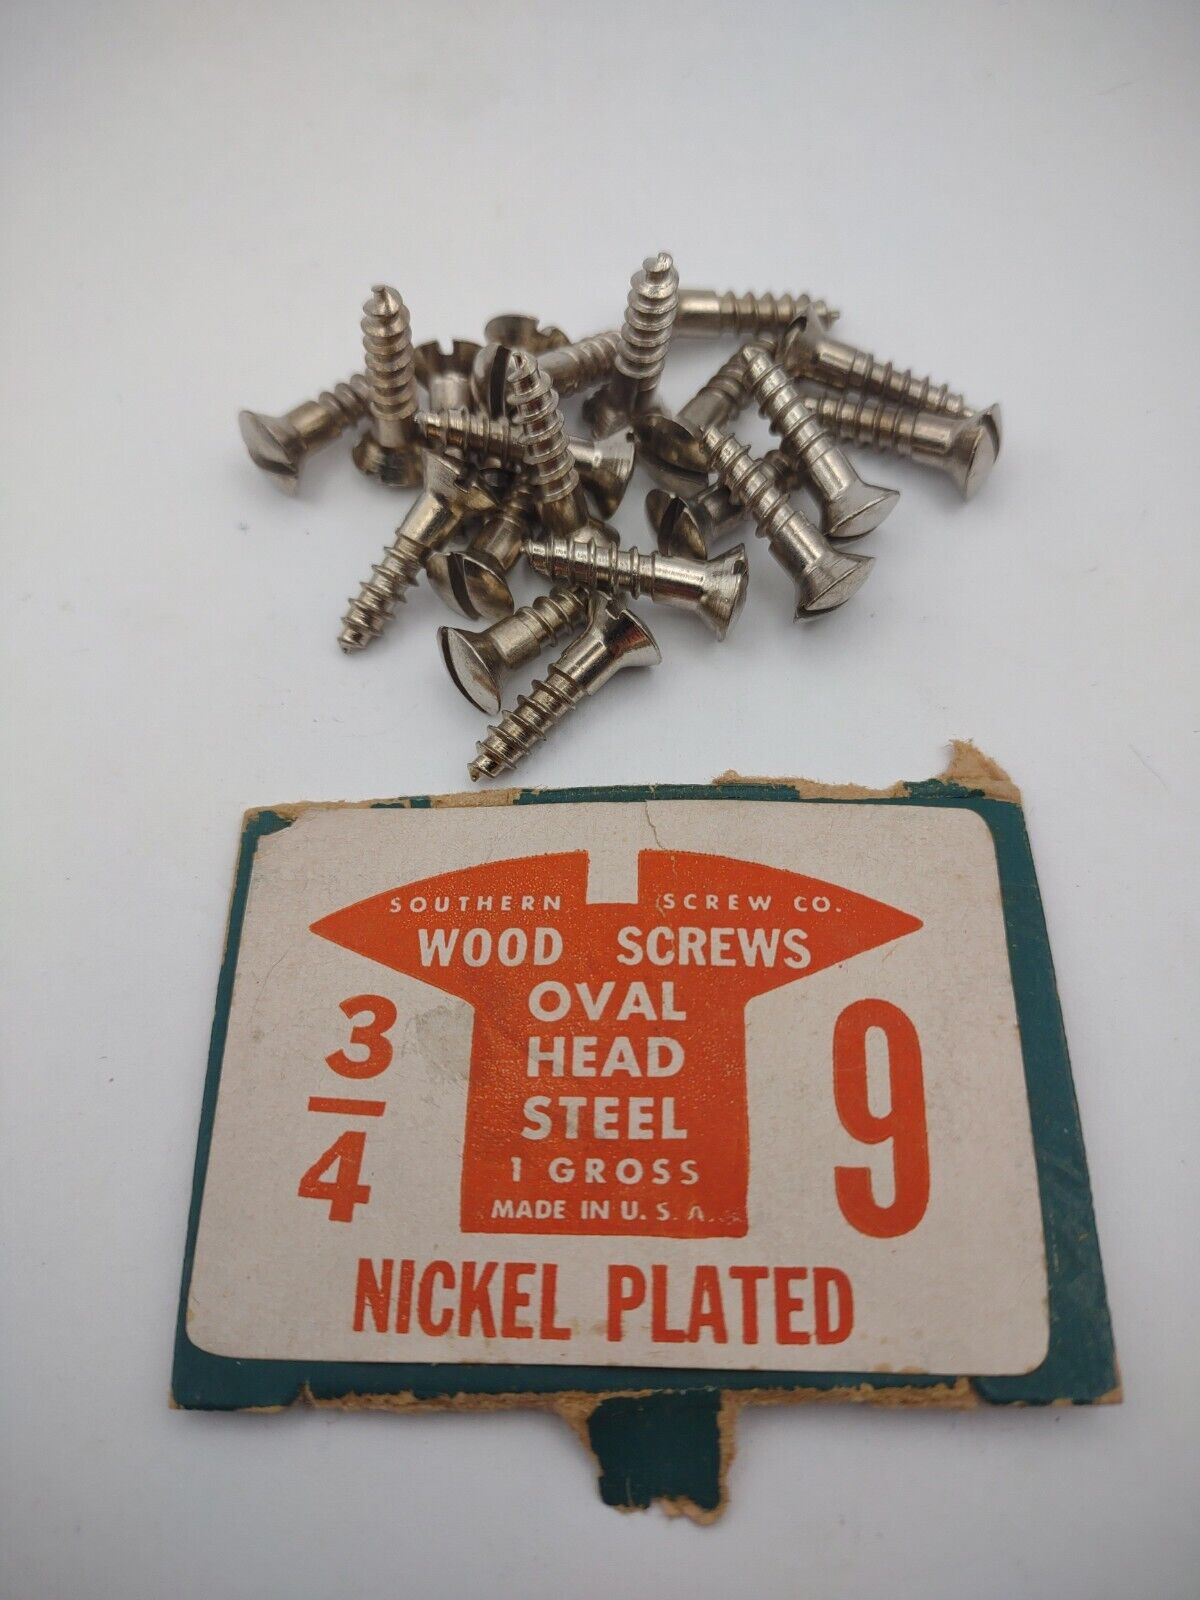 SOUTHERN SCREW CO.
WOOD SCREWS
OVAL
HEAD
STEEL
1 GROSS
MADE IN U.S.A.
3/4
9
NICKEL PLATED